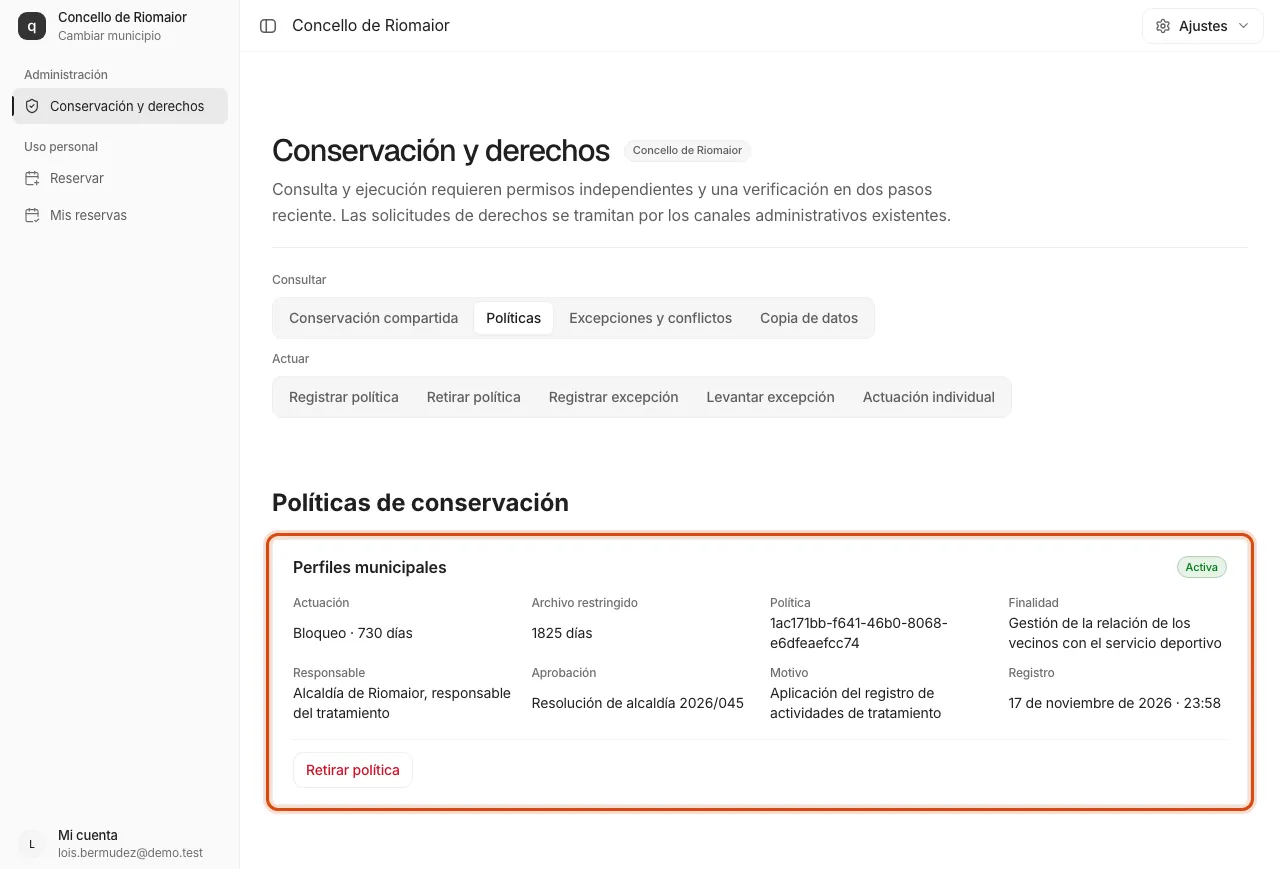 q
Concello de Riomaior
Cambiar municipio
Administración
Conservación y derechos
Uso personal
Reservar
Mis reservas
L
Mi cuenta
lois.bermudez@demo.test
Concello de Riomaior
Ajustes
Conservación y derechos
Concello de Riomaior
Consulta y ejecución requieren permisos independientes y una verificación en dos pasos
reciente. Las solicitudes de derechos se tramitan por los canales administrativos existentes.
Consultar
Conservación compartida
Políticas
Excepciones y conflictos
Copia de datos
Actuar
Registrar política
Retirar política
Registrar excepción
Levantar excepción
Actuación individual
Políticas de conservación
Perfiles municipales
Activa
Actuación
Bloqueo · 730 días
Archivo restringido
1825 días
Política
1ac171bb-f641-46b0-8068-
e6dfeaefcc74
Finalidad
Gestión de la relación de los
vecinos con el servicio deportivo
Responsable
Alcaldía de Riomaior, responsable
del tratamiento
Aprobación
Resolución de alcaldía 2026/045
Motivo
Aplicación del registro de
actividades de tratamiento
Registro
17 de noviembre de 2026 · 23:58
Retirar política